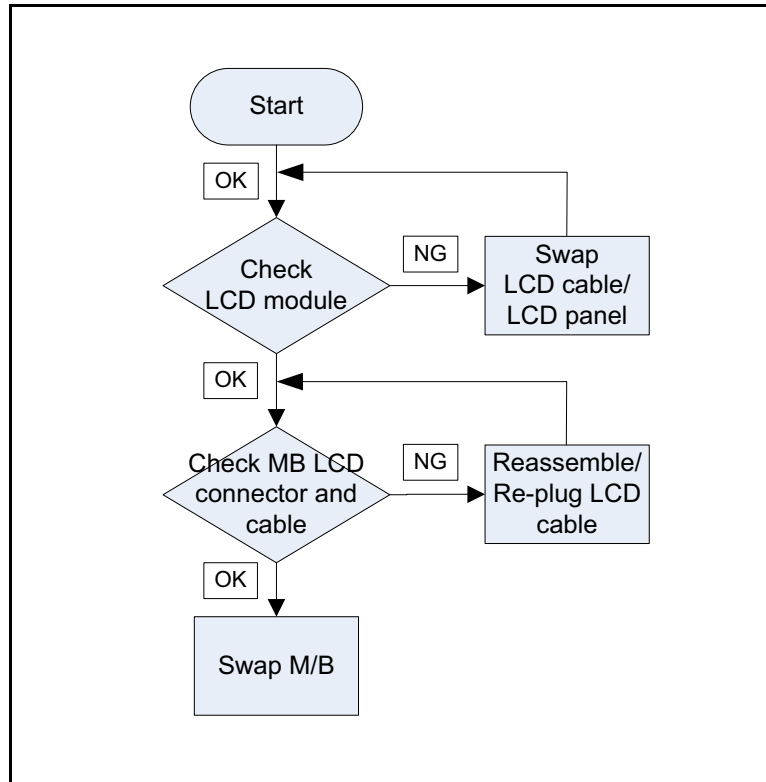 Start
OK
Check
LCD module
NG
Swap
LCD cable/
LCD panel
OK
Check MB LCD
connector and
cable
NG
Reassemble/
Re-plug LCD
cable
OK
Swap M/B